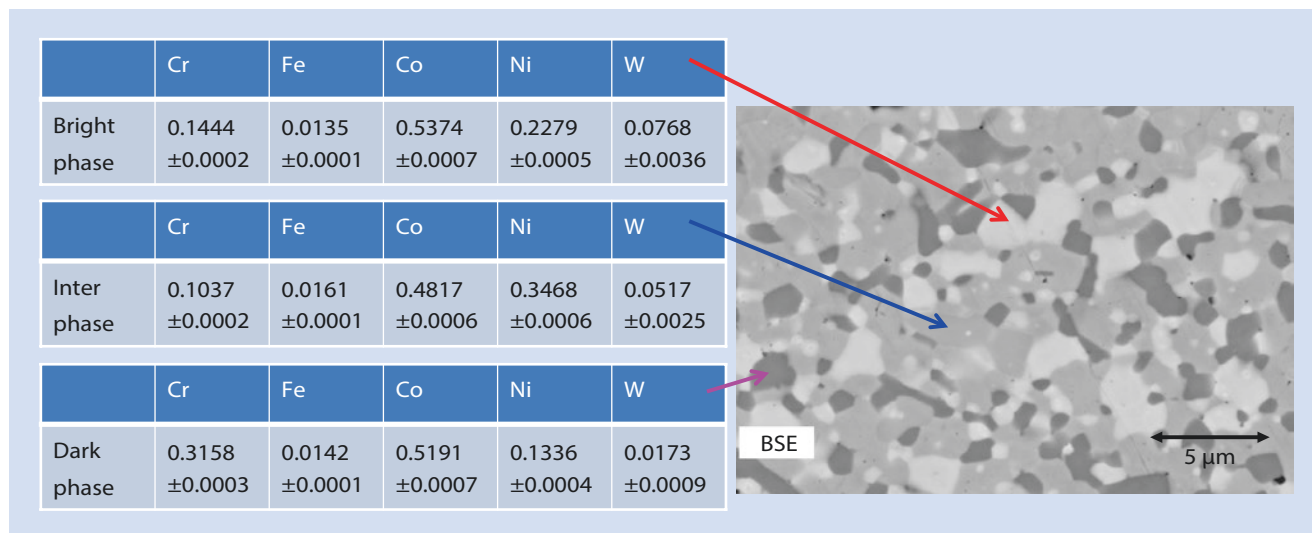 Cr Fe Co Ni W
Bright phase 0.1444 ±0.0002 0.0135 ±0.0001 0.5374 ±0.0007 0.2279 ±0.0005 0.0768 ±0.0036
Cr Fe Co Ni W
Inter phase 0.1037 ±0.0002 0.0161 ±0.0001 0.4817 ±0.0006 0.3468 ±0.0006 0.0517 ±0.0025
Cr Fe Co Ni W
Dark phase 0.3158 ±0.0003 0.0142 ±0.0001 0.5191 ±0.0007 0.1336 ±0.0004 0.0173 ±0.0009
BSE
5 µm